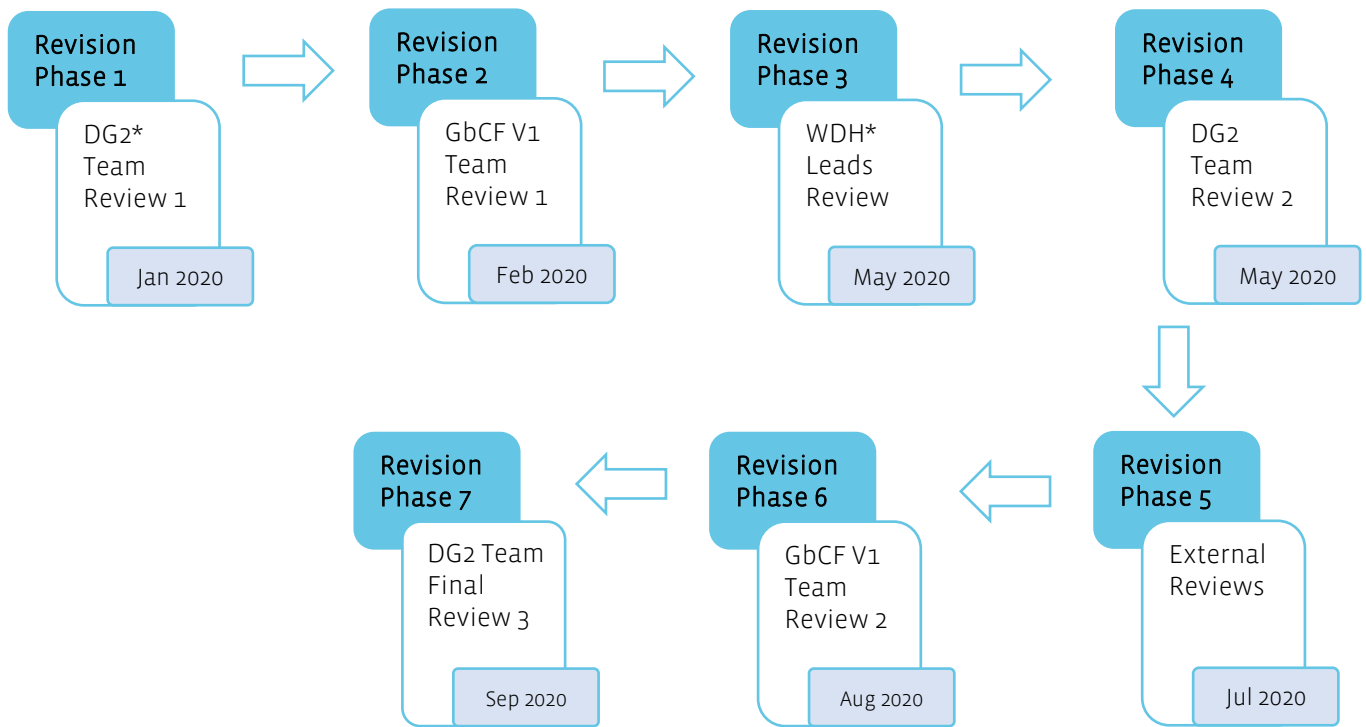 Revision
Phase 1
DG2*
Team
Review 1
Jan 2020
Revision
Phase 2
GbCF V1
Team
Review 1
Feb 2020
Revision
Phase 3
WDH*
Leads
Review
May 2020
Revision
Phase 4
DG2
Team
Review 2
May 2020
Revision
Phase 5
External
Reviews
Jul 2020
Revision
Phase 6
GbCF V1
Team
Review 2
Aug 2020
Revision
Phase 7
DG2 Team
Final
Review 3
Sep 2020